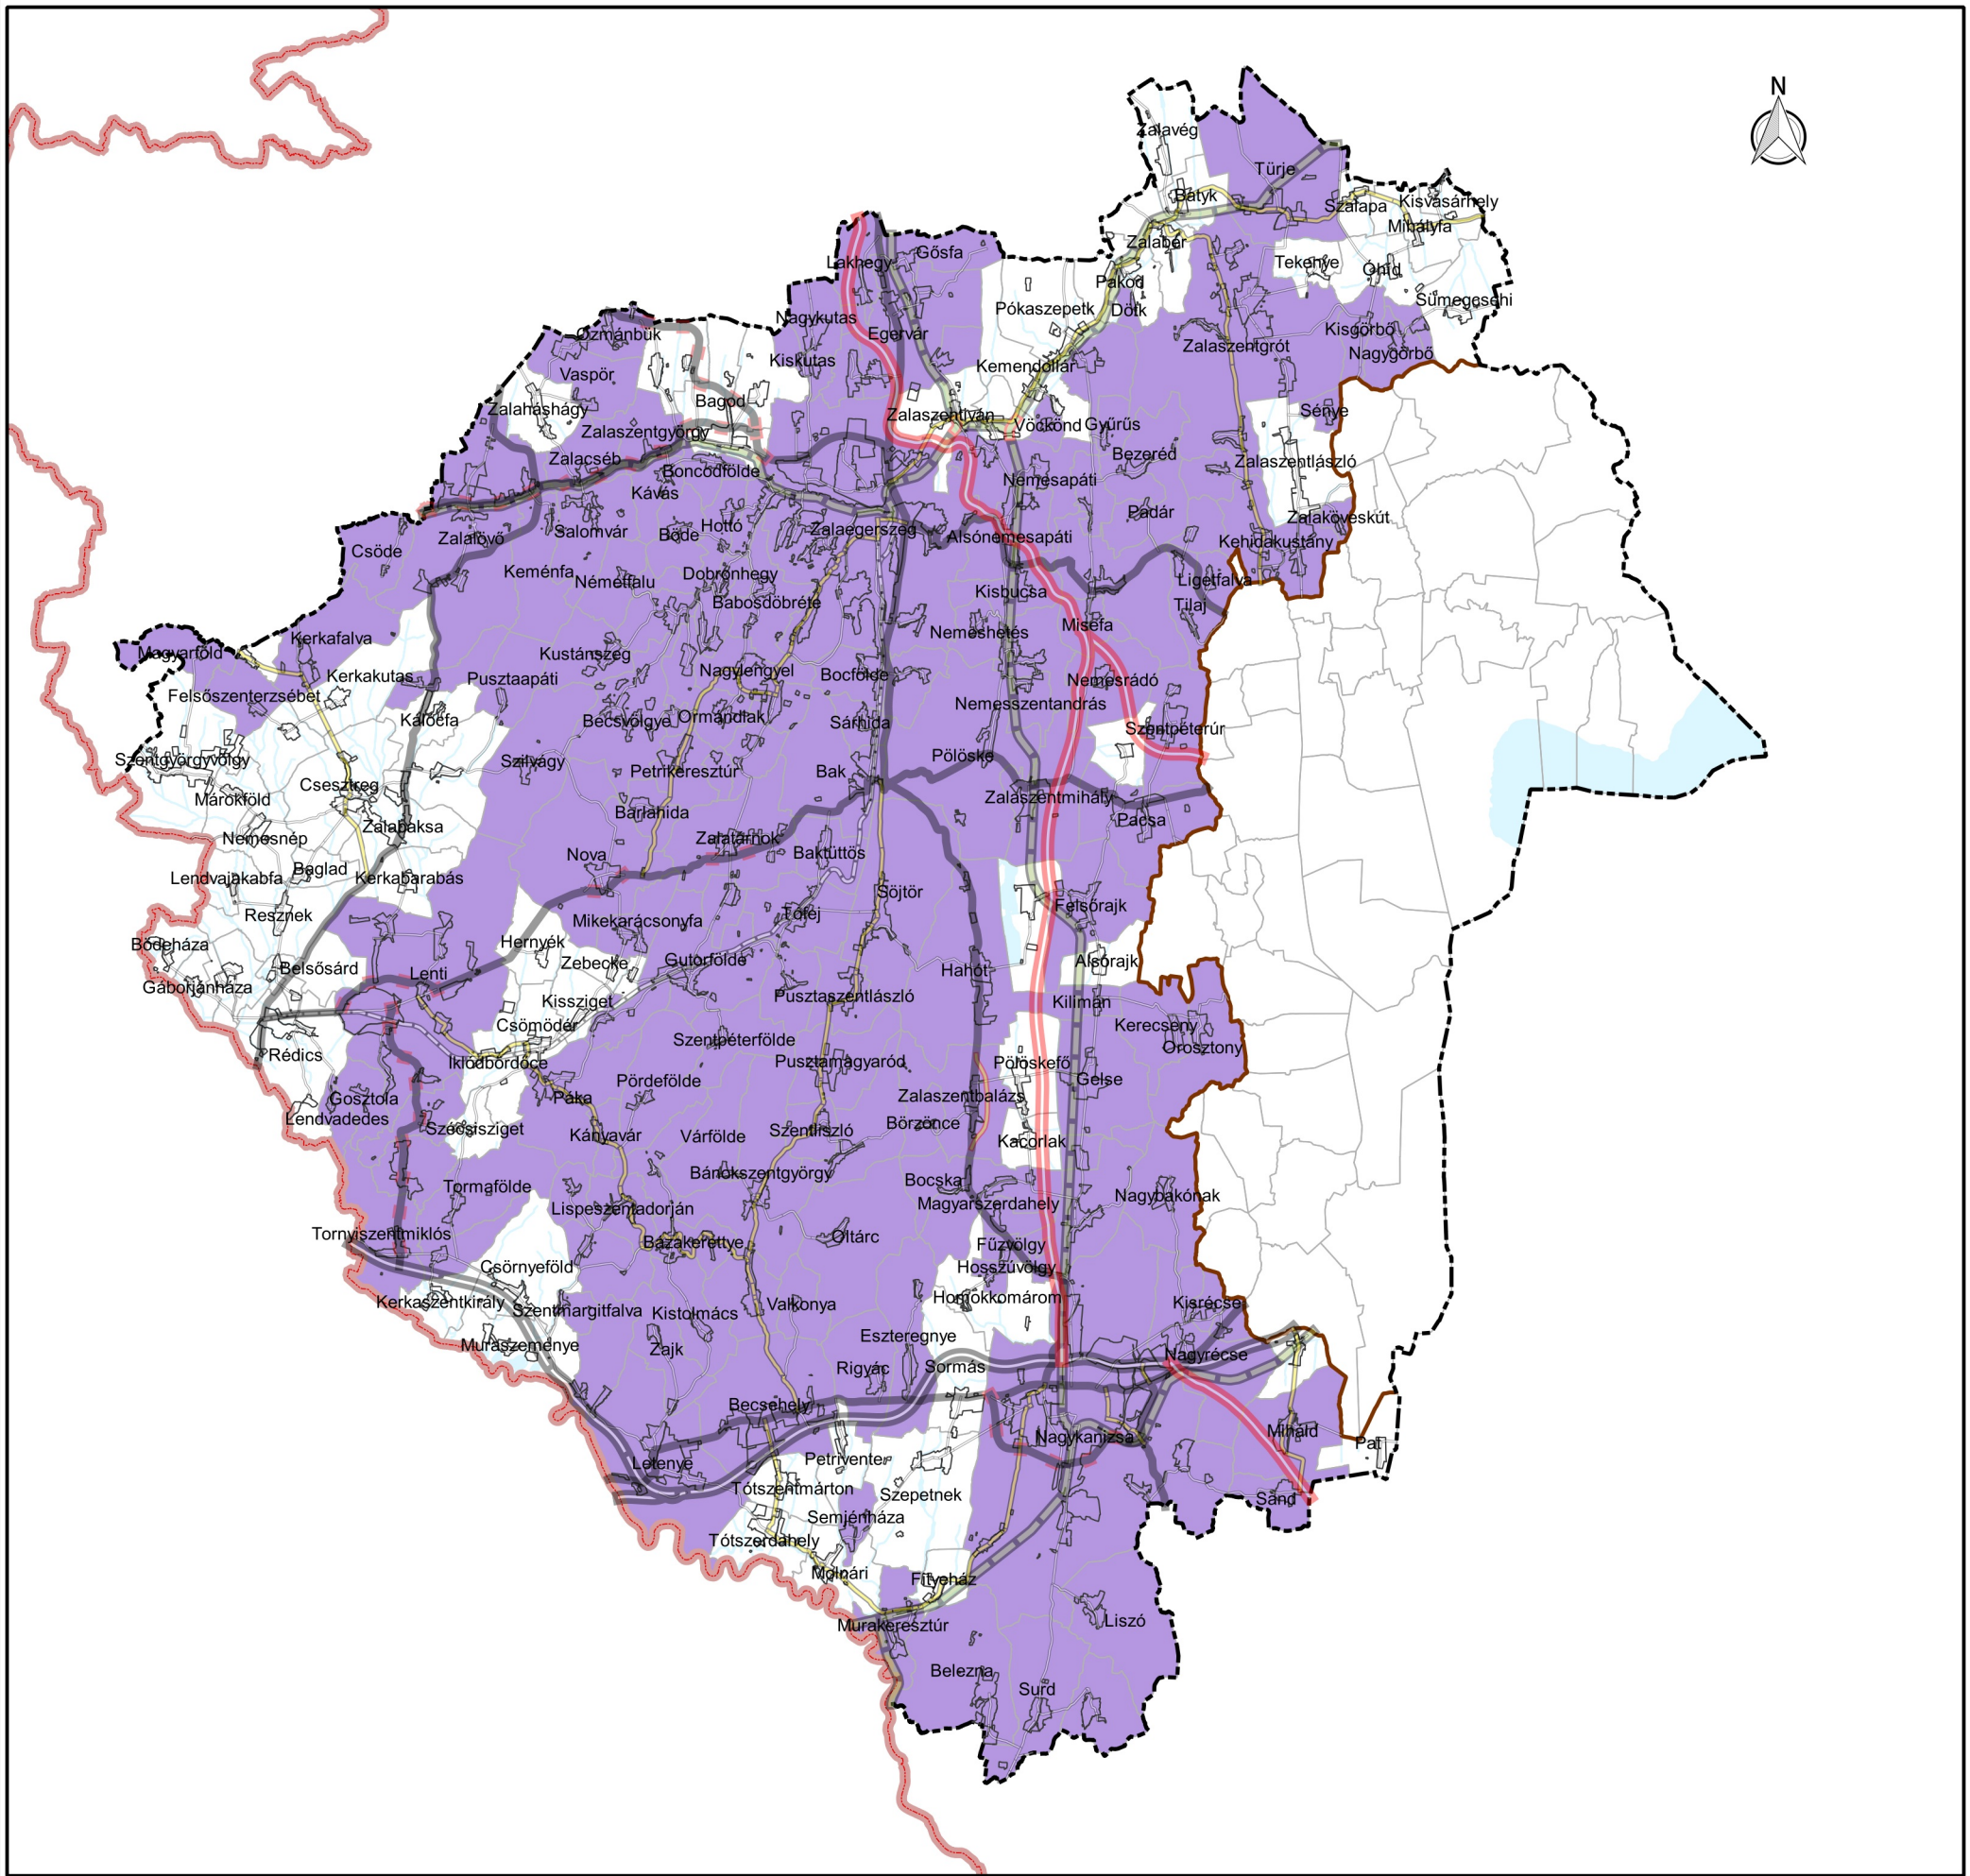 N
Zalavég
Türje
Batyk
Szalapa
Kisvásárhely
Mihályfa
Zalabér
Gősfa
Lakhegy
Tekenye
Óhíd
Pakod
Sümegcsehi
Pókaszepetk
Dötk
Nagykutas
Egervár
Kisgörbő
Ozmánbük
Zalaszentgrót
Nagygörbő
Kiskutas
Kemendollár
Vaspör
Bagod
Zalaháshágy
Sénye
Zalaszentiván
Vöckönd
Gyűrűs
Zalaszentgyörgy
Bezeréd
Zalacséb
Zalaszentlászló
Boncodfölde
Nemesapáti
Kávás
Padár
Zalaköveskút
Hottó
Zalaegerszeg
Salomvár
Böde
Alsónemesapáti
Zalalövő
Kehidakustány
Csöde
Keménfa
Németfalu
Dobronhegy
Ligetfalva
Kisbucsa
Babosdöbréte
Tilaj
Misefa
Nemeshetés
Kerkafalva
Magyarföld
Kustánszeg
Nagylengyel
Bocfölde
Kerkakutas
Pusztaapáti
Nemesrádó
Felsőszenterzsébet
Nemesszentandrás
Kálócfa
Becsvölgye
Ormándlak
Sárhida
Szentpéterúr
Pölöske
Szentgyörgyvölgy
Szilvágy
Petrikeresztúr
Bak
Csesztreg
Márokföld
Zalaszentmihály
Barlahida
Pacsa
Zalabaksa
Nemesnép
Zalatárnok
Baktüttös
Nova
Baglad
Lendvajakabfa
Kerkabarabás
Söjtör
Felsőrajk
Resznek
Tófej
Mikekarácsonyfa
Bödeháza
Hernyék
Gutorfölde
Zebecke
Alsórajk
Belsősárd
Lenti
Hahót
Gáborjánháza
Kissziget
Pusztaszentlászló
Kilimán
Csömödér
Kerecseny
Szentpéterfölde
Orosztony
Rédics
Iklódbördőce
Pusztamagyaród
Pölöskefő
Pördefölde
Gelse
Gosztola
Páka
Zalaszentbalázs
Lendvadedes
Börzönce
Szécsisziget
Kányavár
Várfölde
Szentliszló
Kacorlak
Bánokszentgyörgy
Bocska
Tormafölde
Nagybakónak
Magyarszerdahely
Lispeszentadorján
Tornyiszentmiklós
Oltárc
Bázakerettye
Fűzvölgy
Csörnyeföld
Hosszúvölgy
Homokkomárom
Kerkaszentkirály
Szentmargitfalva
Kistolmács
Valkonya
Kisrécse
Eszteregnye
Muraszemenye
Zajk
Nagyrécse
Rigyác
Sormás
Becsehely
Miháld
Nagykanizsa
Pat
Petrivente
Letenye
Tótszentmárton
Szepetnek
Sand
Semjénháza
Tótszerdahely
Molnári
Fityeház
Murakeresztúr
Liszó
Belezna
Surd